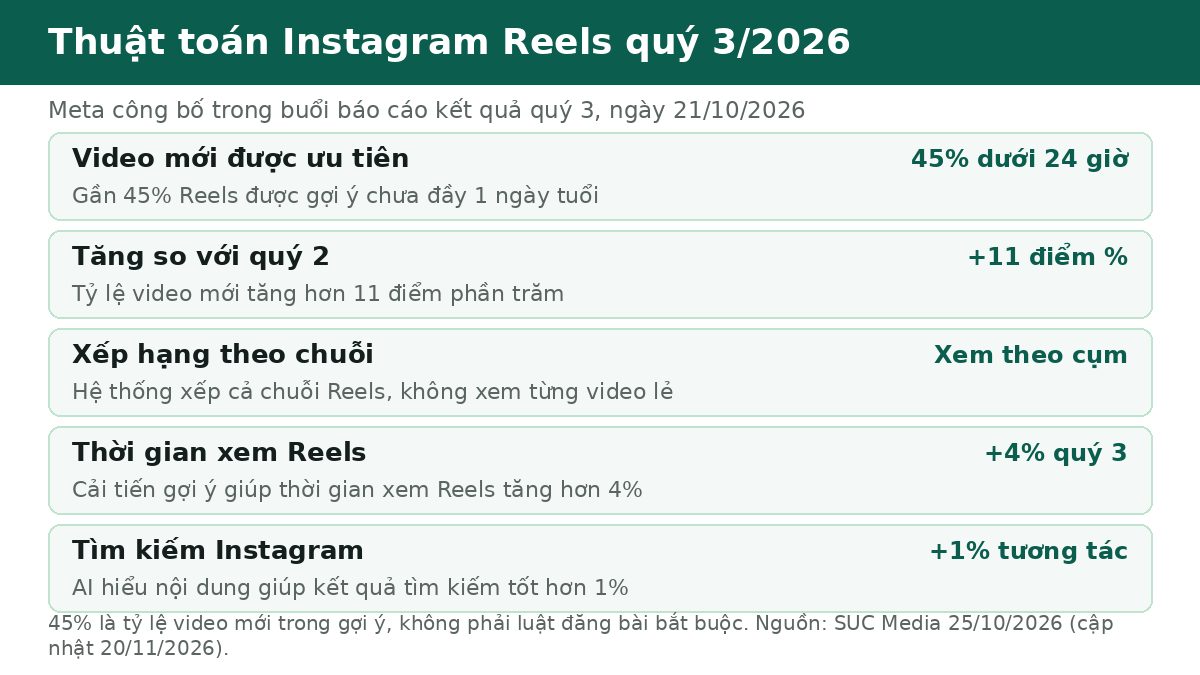 Thuật toán Instagram Reels quý 3/2026
Meta công bố trong buổi báo cáo kết quả quý 3, ngày 21/10/2026
Video mới được ưu tiên
45% dưới 24 giờ
Gần 45% Reels được gợi ý chưa đầy 1 ngày tuổi
Tăng so với quý 2
+11 điểm %
Tỷ lệ video mới tăng hơn 11 điểm phần trăm
Xếp hạng theo chuỗi
Xem theo cụm
Hệ thống xếp cả chuỗi Reels, không xem từng video lẻ
Thời gian xem Reels
+4% quý 3
Cải tiến gợi ý giúp thời gian xem Reels tăng hơn 4%
Tìm kiếm Instagram
+1% tương tác
AI hiểu nội dung giúp kết quả tìm kiếm tốt hơn 1%
45% là tỷ lệ video mới trong gợi ý, không phải luật đăng bài bắt buộc. Nguồn: SUC Media 25/10/2026 (cập
nhật 20/11/2026).